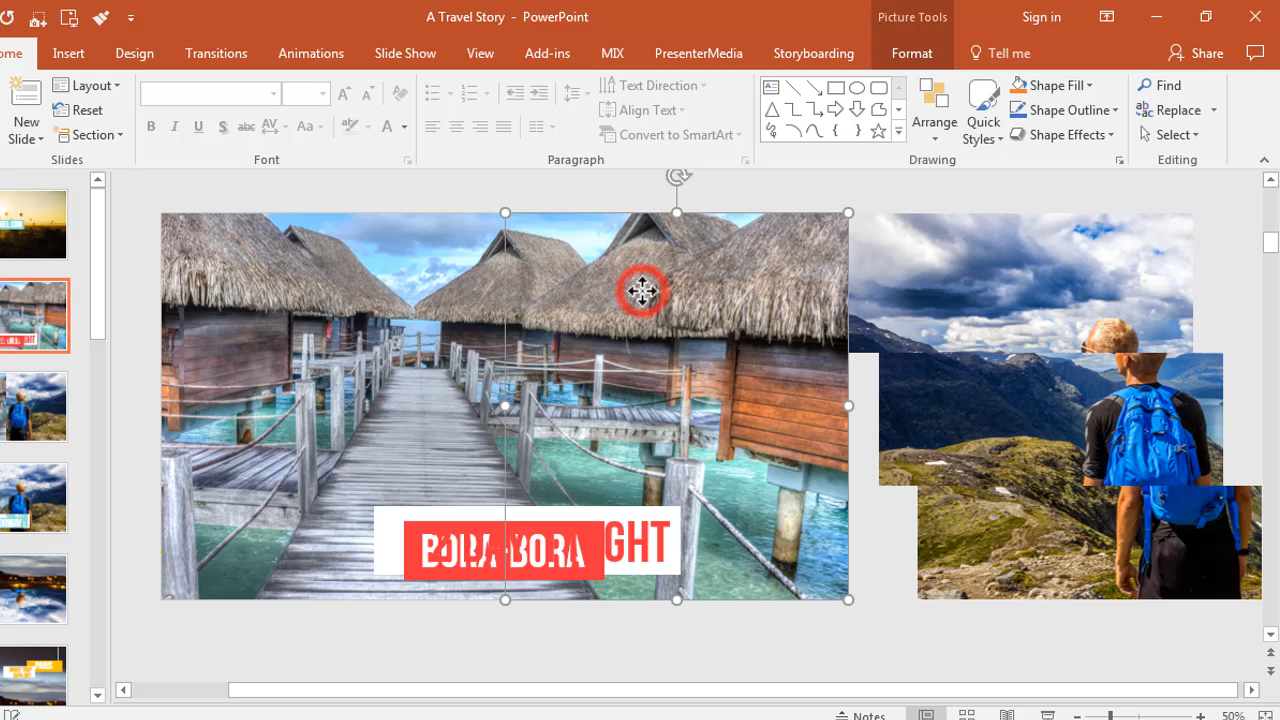 A Travel Story - PowerPoint
Picture Tools
Sign in
ome
Insert
Design
Transitions
Animations
Slide Show
View
Add-ins
MIX
PresenterMedia
Storyboarding
Format
Tell me
Share
New
Slide
Layout
Reset
Section
Slides
B I U S abc AV Aa A
Font
Text Direction
Align Text
Convert to SmartArt
Paragraph
Arrange
Quick
Styles
Shape Fill
Shape Outline
Shape Effects
Drawing
Find
Replace
Select
Editing
BORA-BORA
GHT
Notes
50%